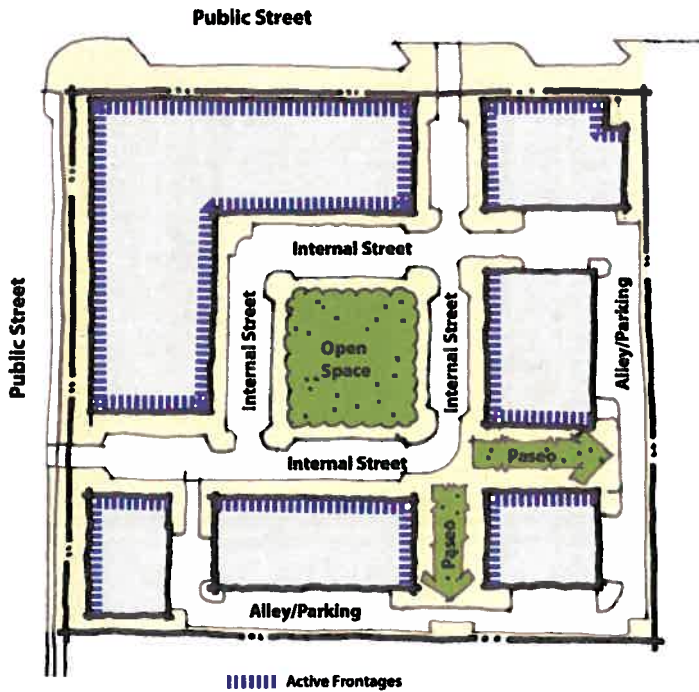 Public Street
Public Street
Internal Street
Internal Street
Open
Space
Internal Street
Alley/Parking
Internal Street
Paseo
Paseo
Alley/Parking
Active Frontages